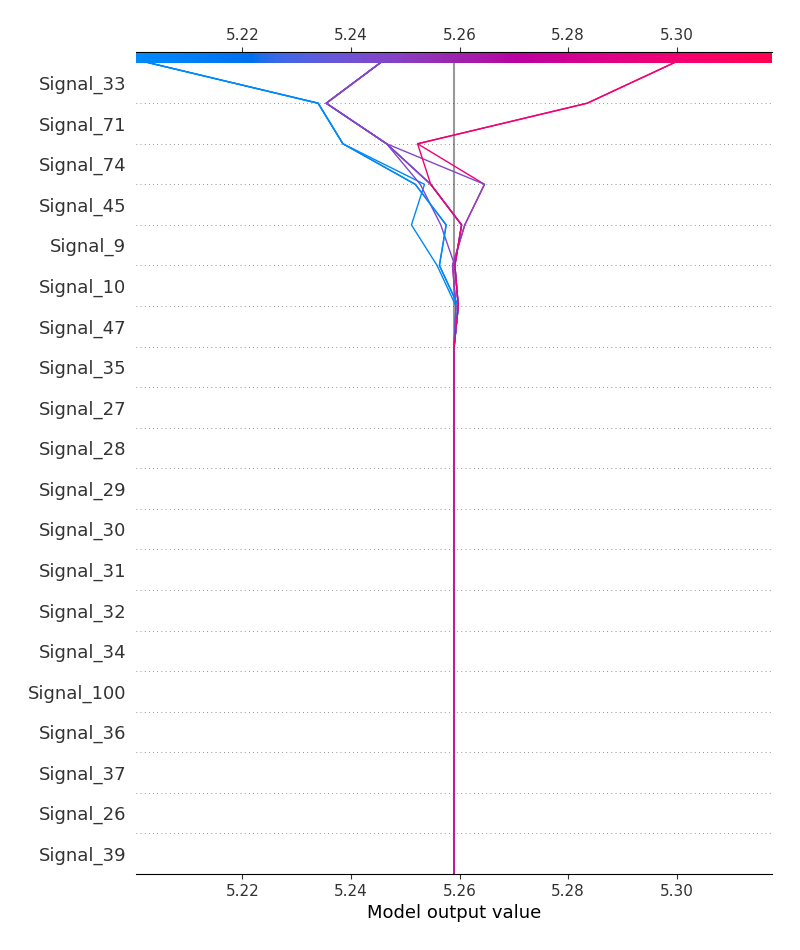 5.22 5.24 5.26 5.28 5.30
Signal_33
Signal_71
Signal_74
Signal_45
Signal_9
Signal_10
Signal_47
Signal_35
Signal_27
Signal_28
Signal_29
Signal_30
Signal_31
Signal_32
Signal_34
Signal_100
Signal_36
Signal_37
Signal_26
Signal_39
5.22 5.24 5.26 5.28 5.30
Model output value